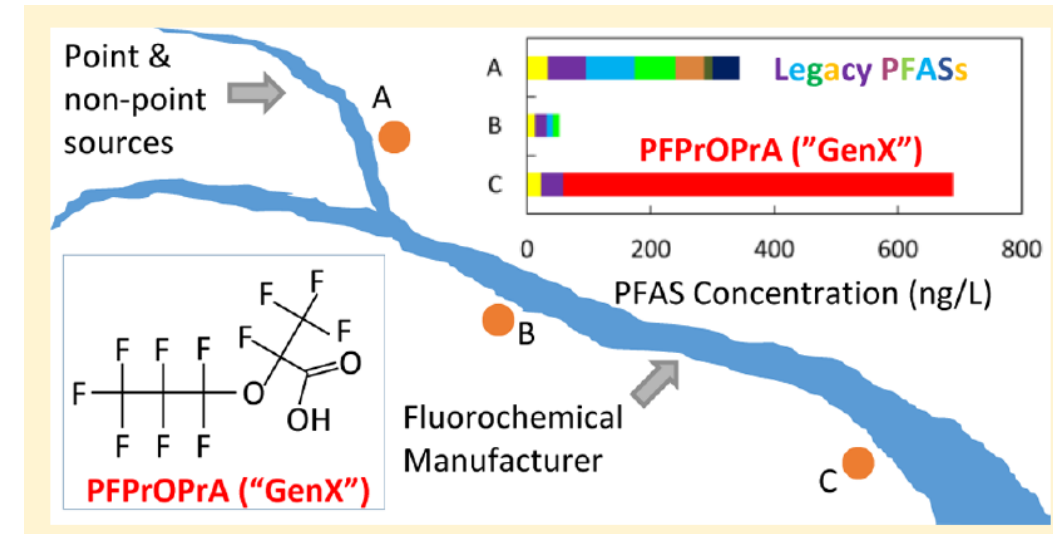 Point &
non-point
sources
A
B
C
A
B
C
Legacy PFASs
PFPrOPrA ("GenX")
0 200 400 600 800
PFAS Concentration (ng/L)
Fluorochemical
Manufacturer
F F
F F
F F F
F O O
OH
F F F
PFPrOPrA ("GenX")